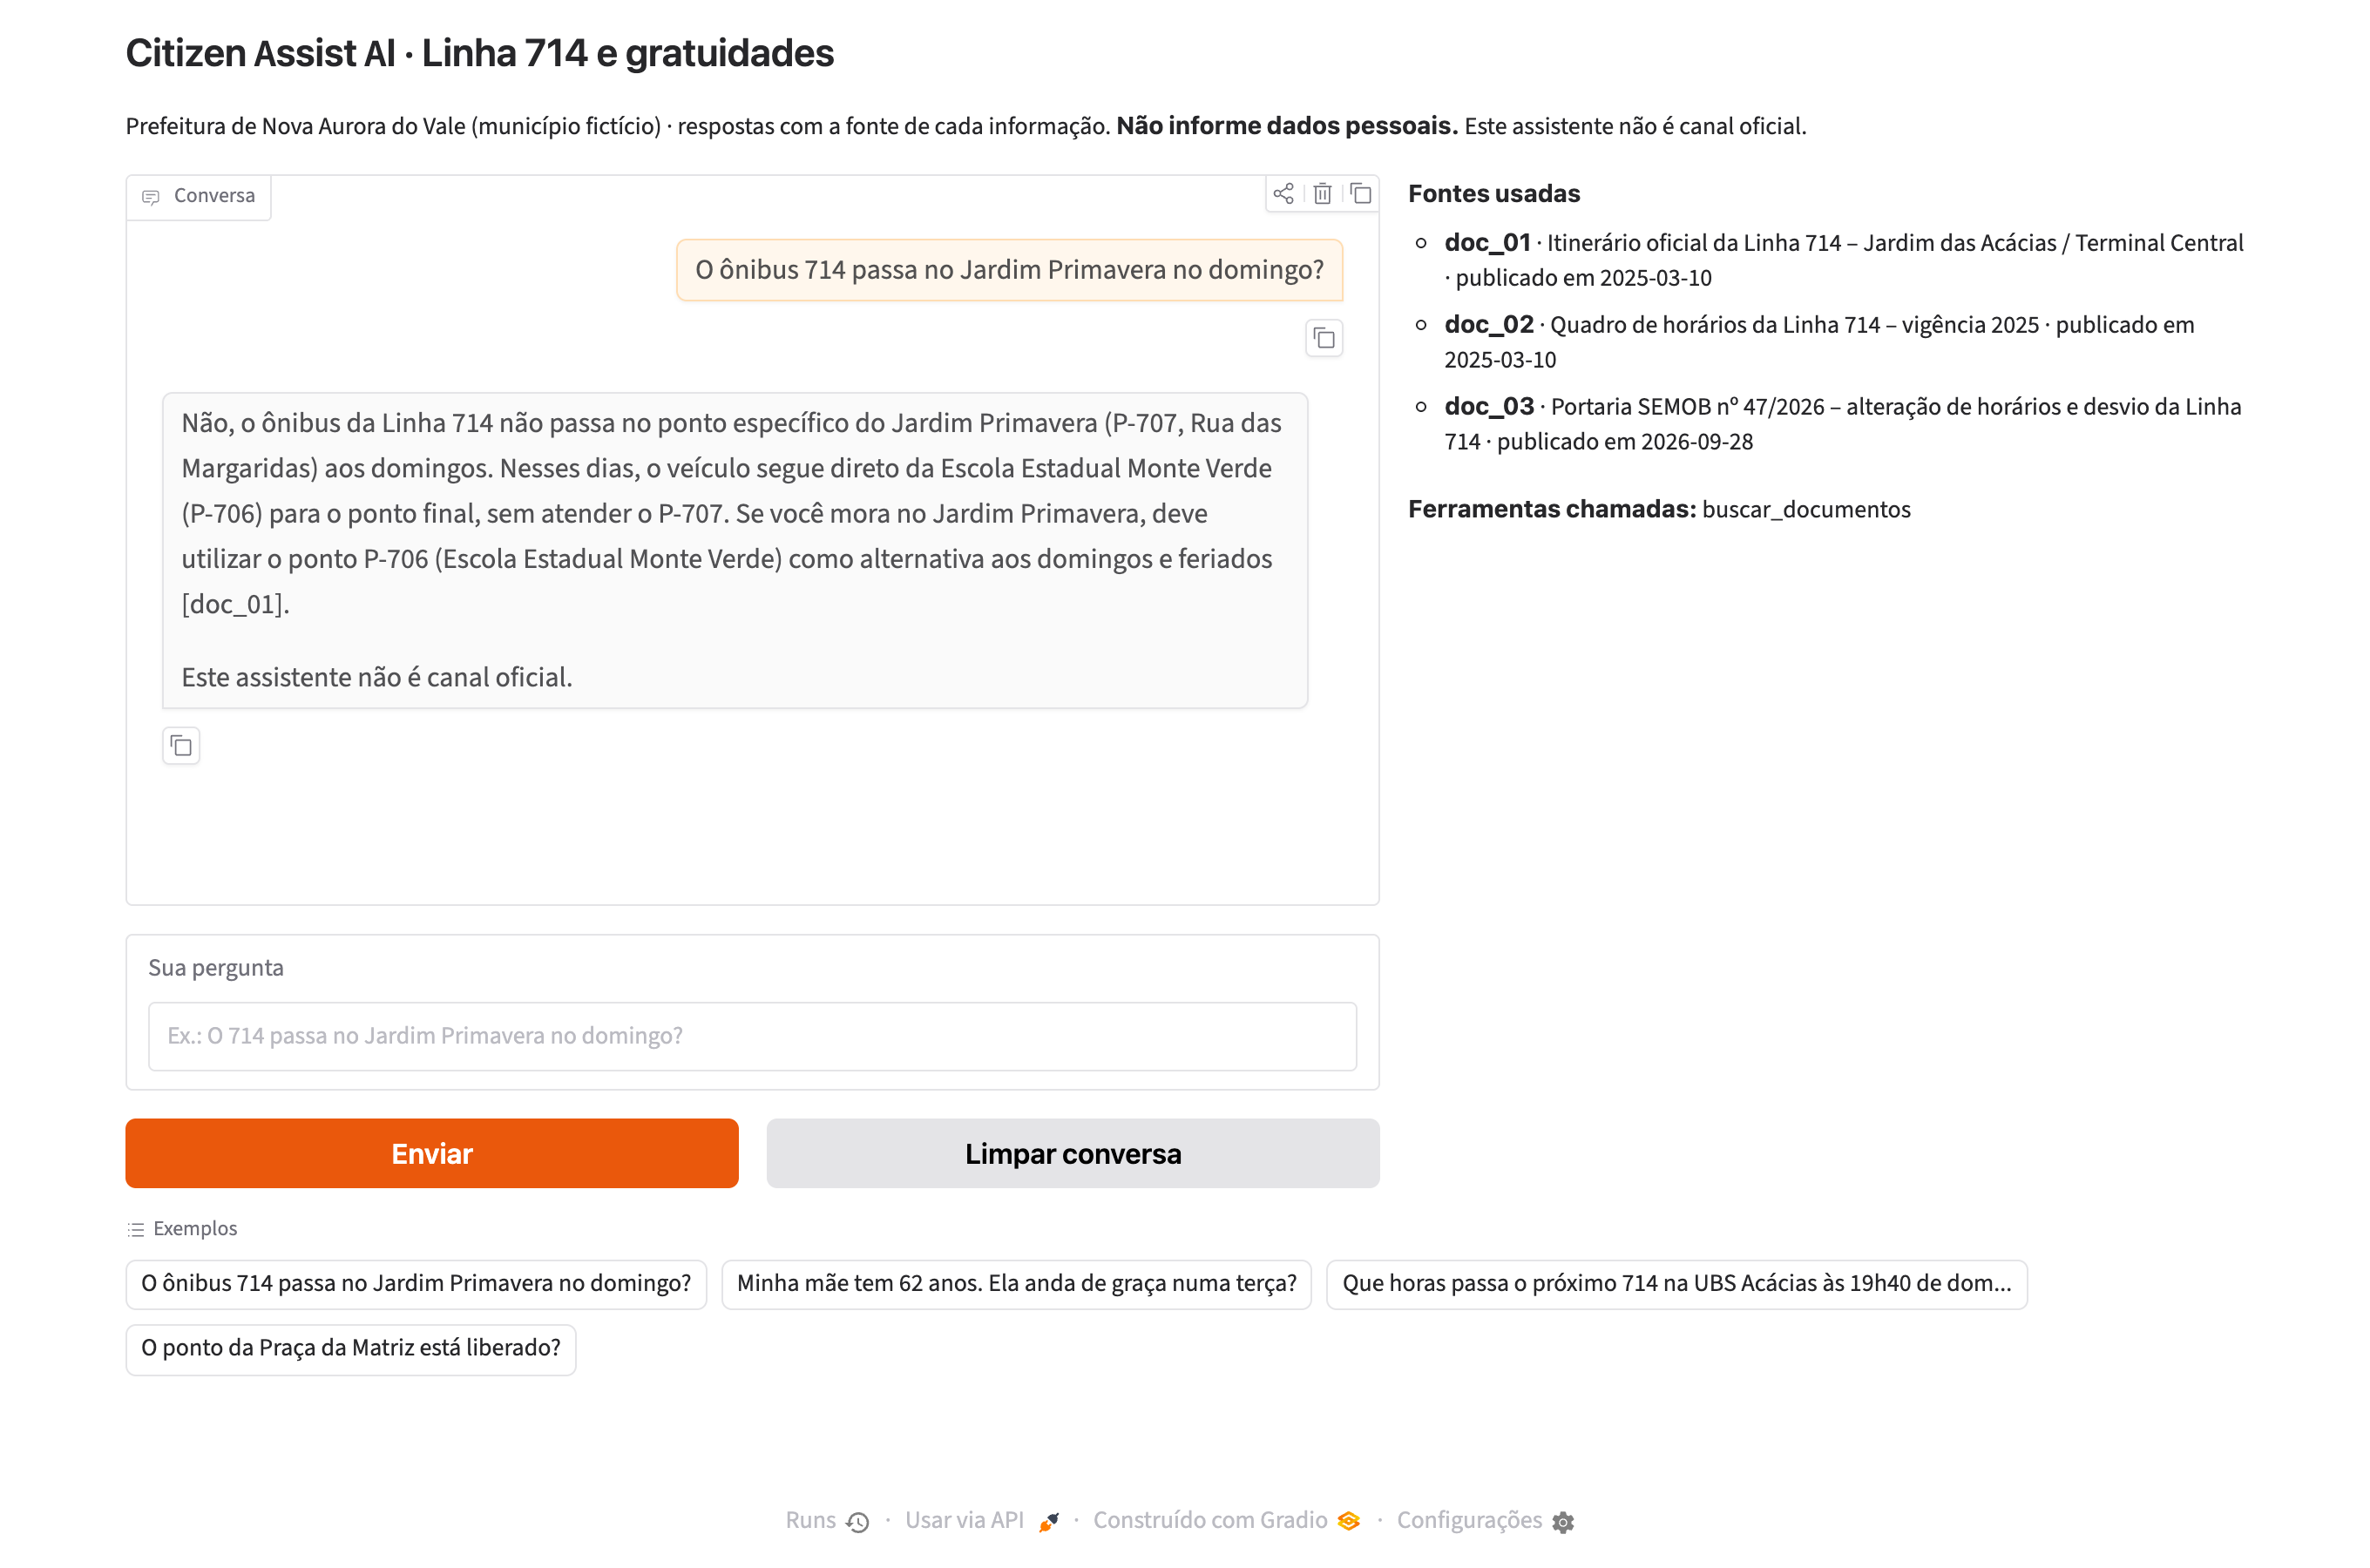 Citizen Assist AI · Linha 714 e gratuidades
Prefeitura de Nova Aurora do Vale (município fictício) · respostas com a fonte de cada informação. Não informe dados pessoais. Este assistente não é canal oficial.
Conversa
O ônibus 714 passa no Jardim Primavera no domingo?
Não, o ônibus da Linha 714 não passa no ponto específico do Jardim Primavera (P-707, Rua das
Margaridas) aos domingos. Nesses dias, o veículo segue direto da Escola Estadual Monte Verde
(P-706) para o ponto final, sem atender o P-707. Se você mora no Jardim Primavera, deve
utilizar o ponto P-706 (Escola Estadual Monte Verde) como alternativa aos domingos e feriados
[doc_01].
Este assistente não é canal oficial.
Fontes usadas
doc_01 · Itinerário oficial da Linha 714 – Jardim das Acácias / Terminal Central
· publicado em 2025-03-10
doc_02 · Quadro de horários da Linha 714 – vigência 2025 · publicado em
2025-03-10
doc_03 · Portaria SEMOB nº 47/2026 – alteração de horários e desvio da Linha
714 · publicado em 2026-09-28
Ferramentas chamadas: buscar_documentos
Sua pergunta
Ex.: O 714 passa no Jardim Primavera no domingo?
Enviar
Limpar conversa
Exemplos
O ônibus 714 passa no Jardim Primavera no domingo?
Minha mãe tem 62 anos. Ela anda de graça numa terça?
Que horas passa o próximo 714 na UBS Acácias às 19h40 de dom...
O ponto da Praça da Matriz está liberado?
Runs · Usar via API · Construído com Gradio · Configurações